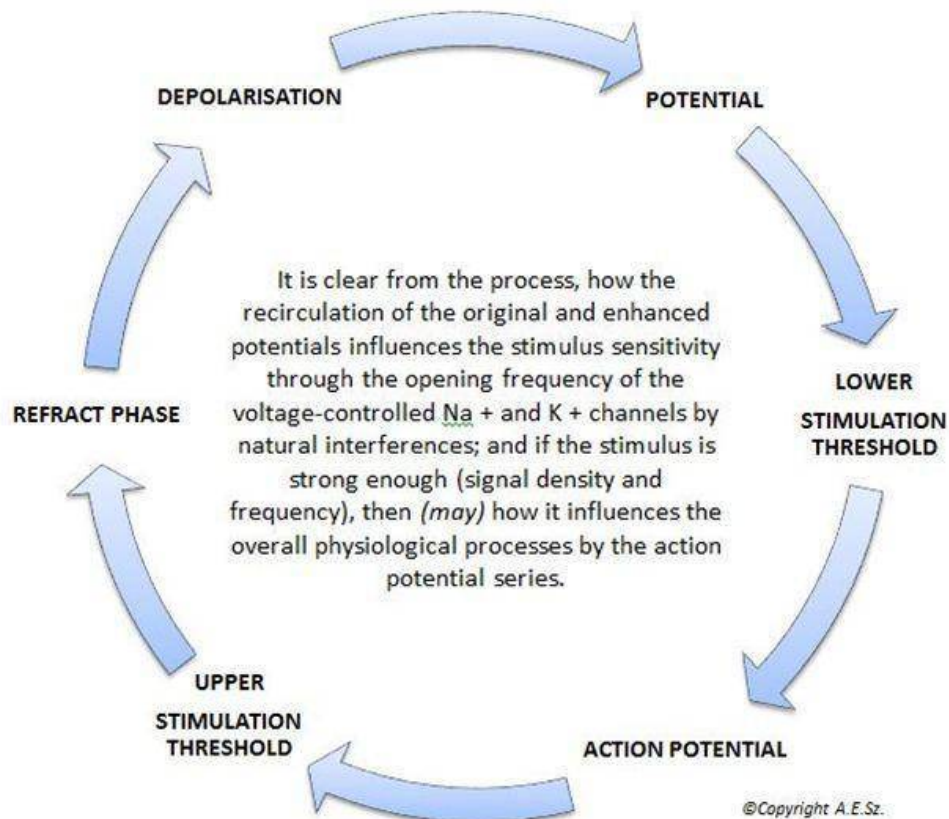 DEPOLARISATION
POTENTIAL
LOWER
STIMULATION
THRESHOLD
ACTION POTENTIAL
UPPER
STIMULATION
THRESHOLD
REFRACT PHASE
It is clear from the process, how the
recirculation of the original and enhanced
potentials influences the stimulus sensitivity
through the opening frequency of the
voltage-controlled Na + and K + channels by
natural interferences; and if the stimulus is
strong enough (signal density and
frequency), then (may) how it influences the
overall physiological processes by the action
potential series.
©Copyright A.E.Sz.